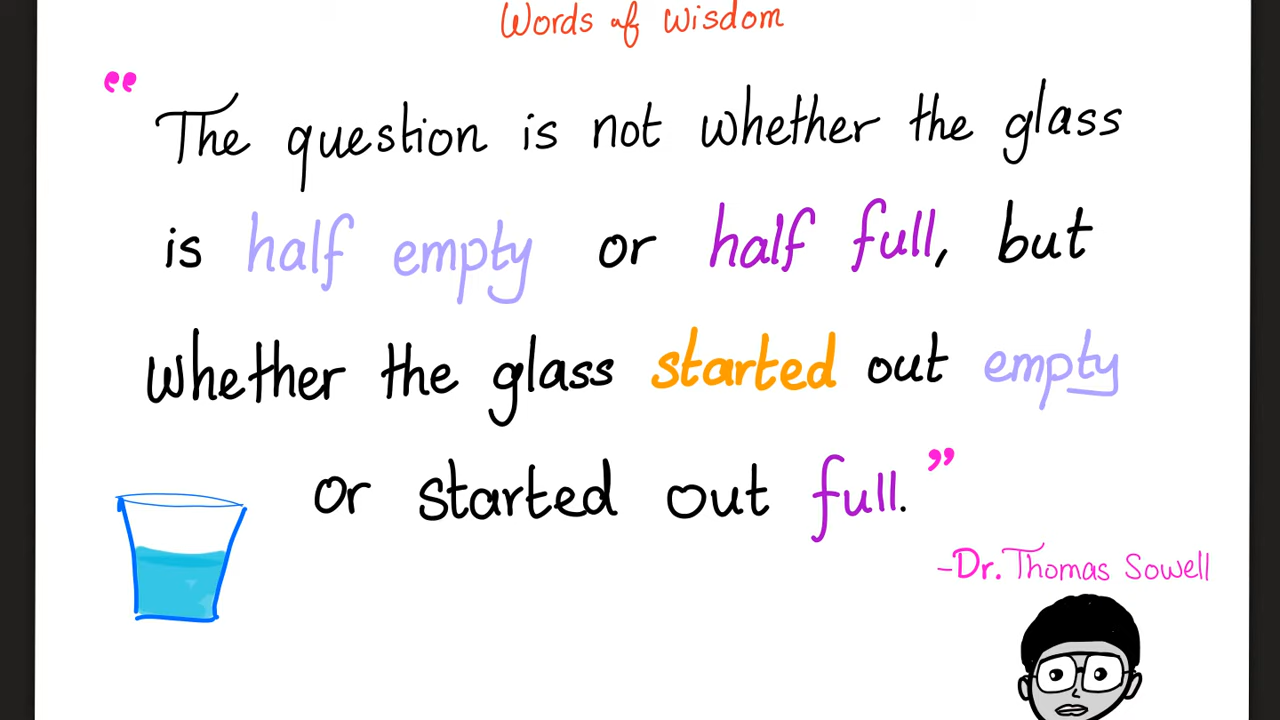 Words of Wisdom
“The question is not whether the glass
is half empty or half full, but
whether the glass started out empty
or started out full.”
-Dr. Thomas Sowell